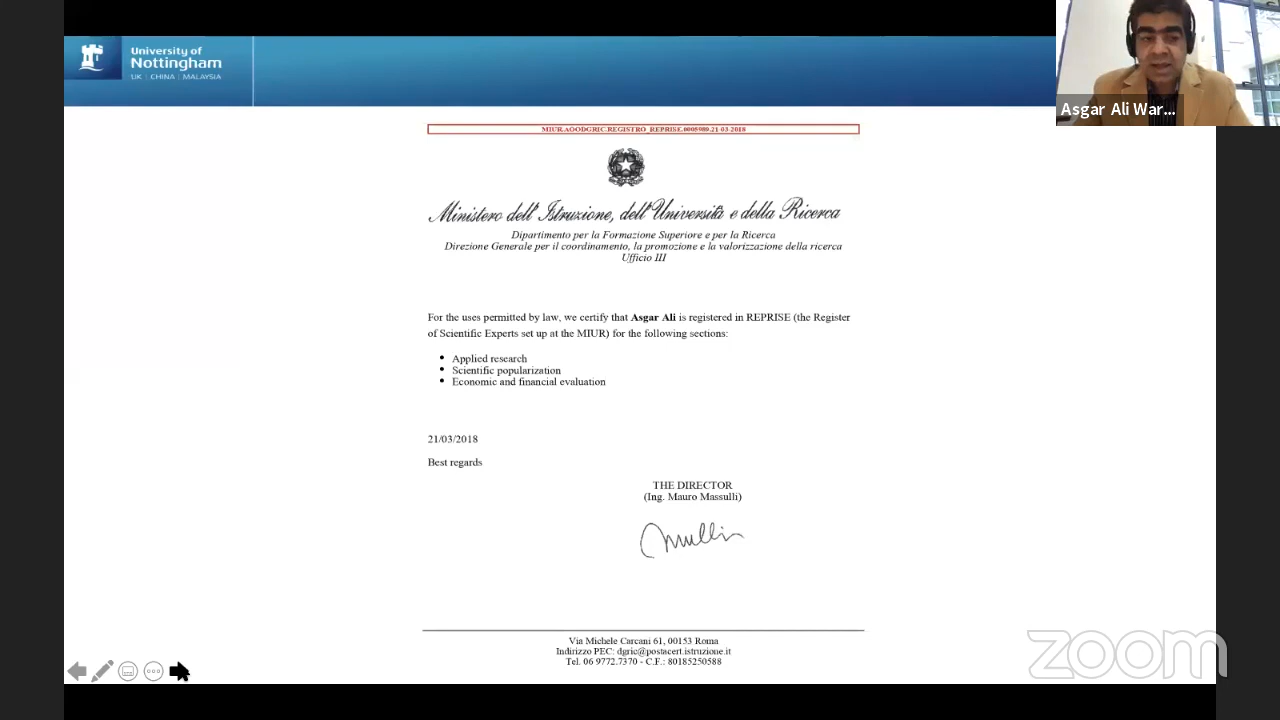 University of
Nottingham
UK | CHINA | MALAYSIA
Asgar Ali War...
MIUR.AOODGRIC.REGISTRO_REPRISE.0005989.21-03-2018
Ministero dell'Istruzione, dell'Università e della Ricerca
Dipartimento per la Formazione Superiore e per la Ricerca
Direzione Generale per il coordinamento, la promozione e la valorizzazione della ricerca
Ufficio III
For the uses permitted by law, we certify that Asgar Ali is registered in REPRISE (the Register
of Scientific Experts set up at the MIUR) for the following sections:
• Applied research
• Scientific popularization
• Economic and financial evaluation
21/03/2018
Best regards
THE DIRECTOR
(Ing. Mauro Massulli)
Via Michele Carcani 61, 00153 Roma
Indirizzo PEC: dgric@postacert.istruzione.it
Tel. 06 9772.7370 - C.F.: 80185250588
zoom